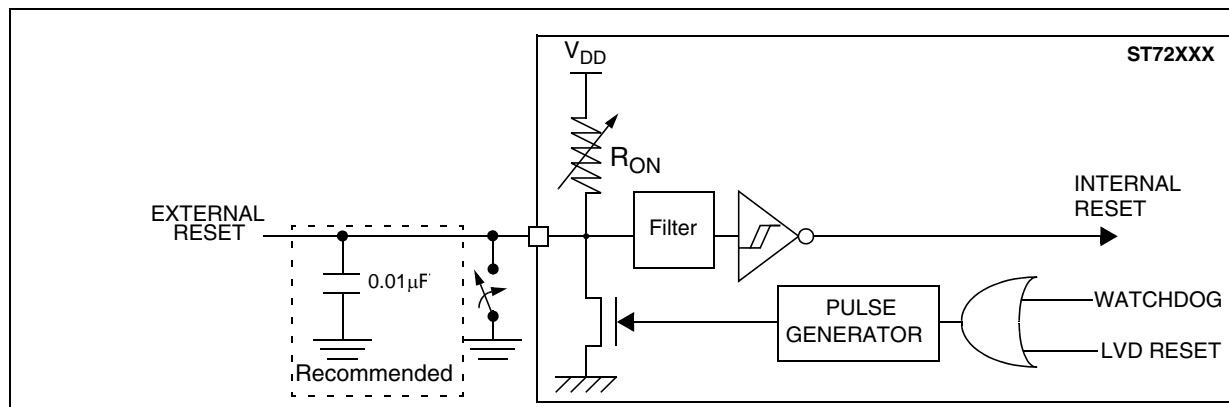 ST72XXX
VDD
RON
EXTERNAL
RESET
0.01μF
Recommended
Filter
INTERNAL
RESET
PULSE
GENERATOR
WATCHDOG
LVD RESET